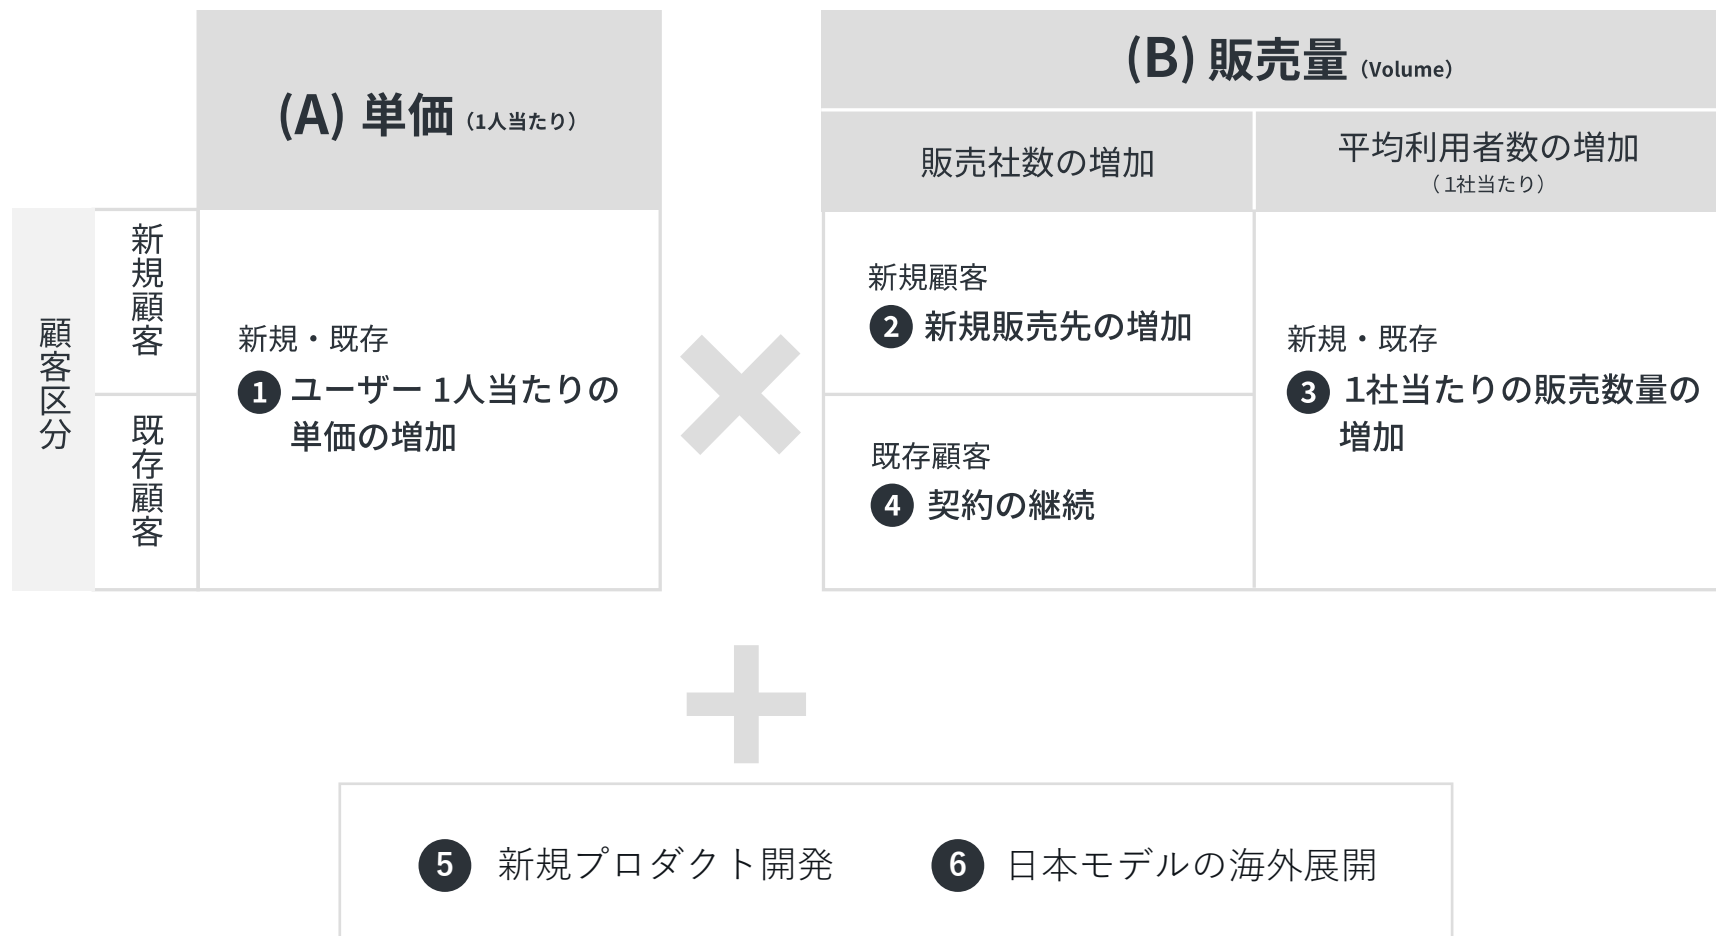 (A) 単価 (1人当たり)
(B) 販売量 (Volume)
販売社数の増加
平均利用者数の増加
(1社当たり)
顧客区分
新規顧客
既存顧客
新規・既存
1 ユーザー 1人当たりの
単価の増加
新規顧客
2 新規販売先の増加
既存顧客
4 契約の継続
新規・既存
3 1社当たりの販売数量の
増加
5 新規プロダクト開発
6 日本モデルの海外展開